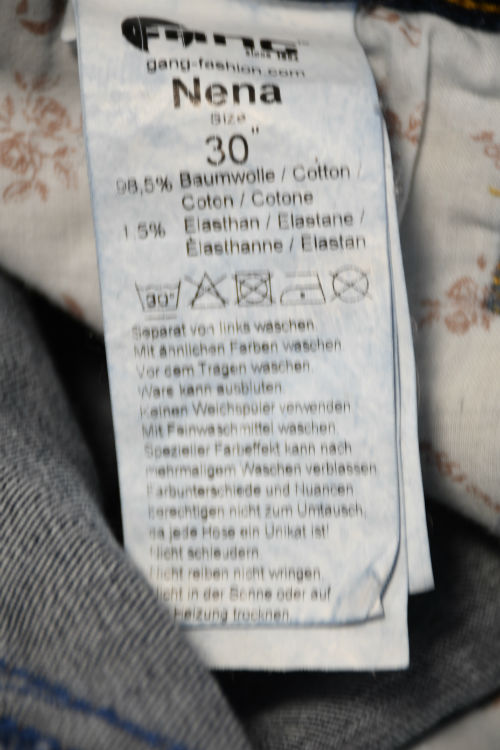 GANG
since 1892
gang-fashion.com
Nena
Size
30"
98,5% Baumwolle / Cotton /
Coton / Cotone
1,5% Elasthan / Elastane /
Élasthanne / Elastan
30°
Separat von links waschen.
Mit ähnlichen Farben waschen.
Vor dem Tragen waschen.
Ware kann ausbluten.
Keinen Weichspüler verwenden.
Mit Feinwaschmittel waschen.
Spezieller Farbeffekt kann nach
mehrmaligem Waschen verblassen.
Farbunterschiede und Nuancen
berechtigen nicht zum Umtausch,
da jede Hose ein Unikat ist!
Nicht schleudern.
Nicht reiben nicht wringen.
Nicht in der Sonne oder auf
Heizung trocknen.